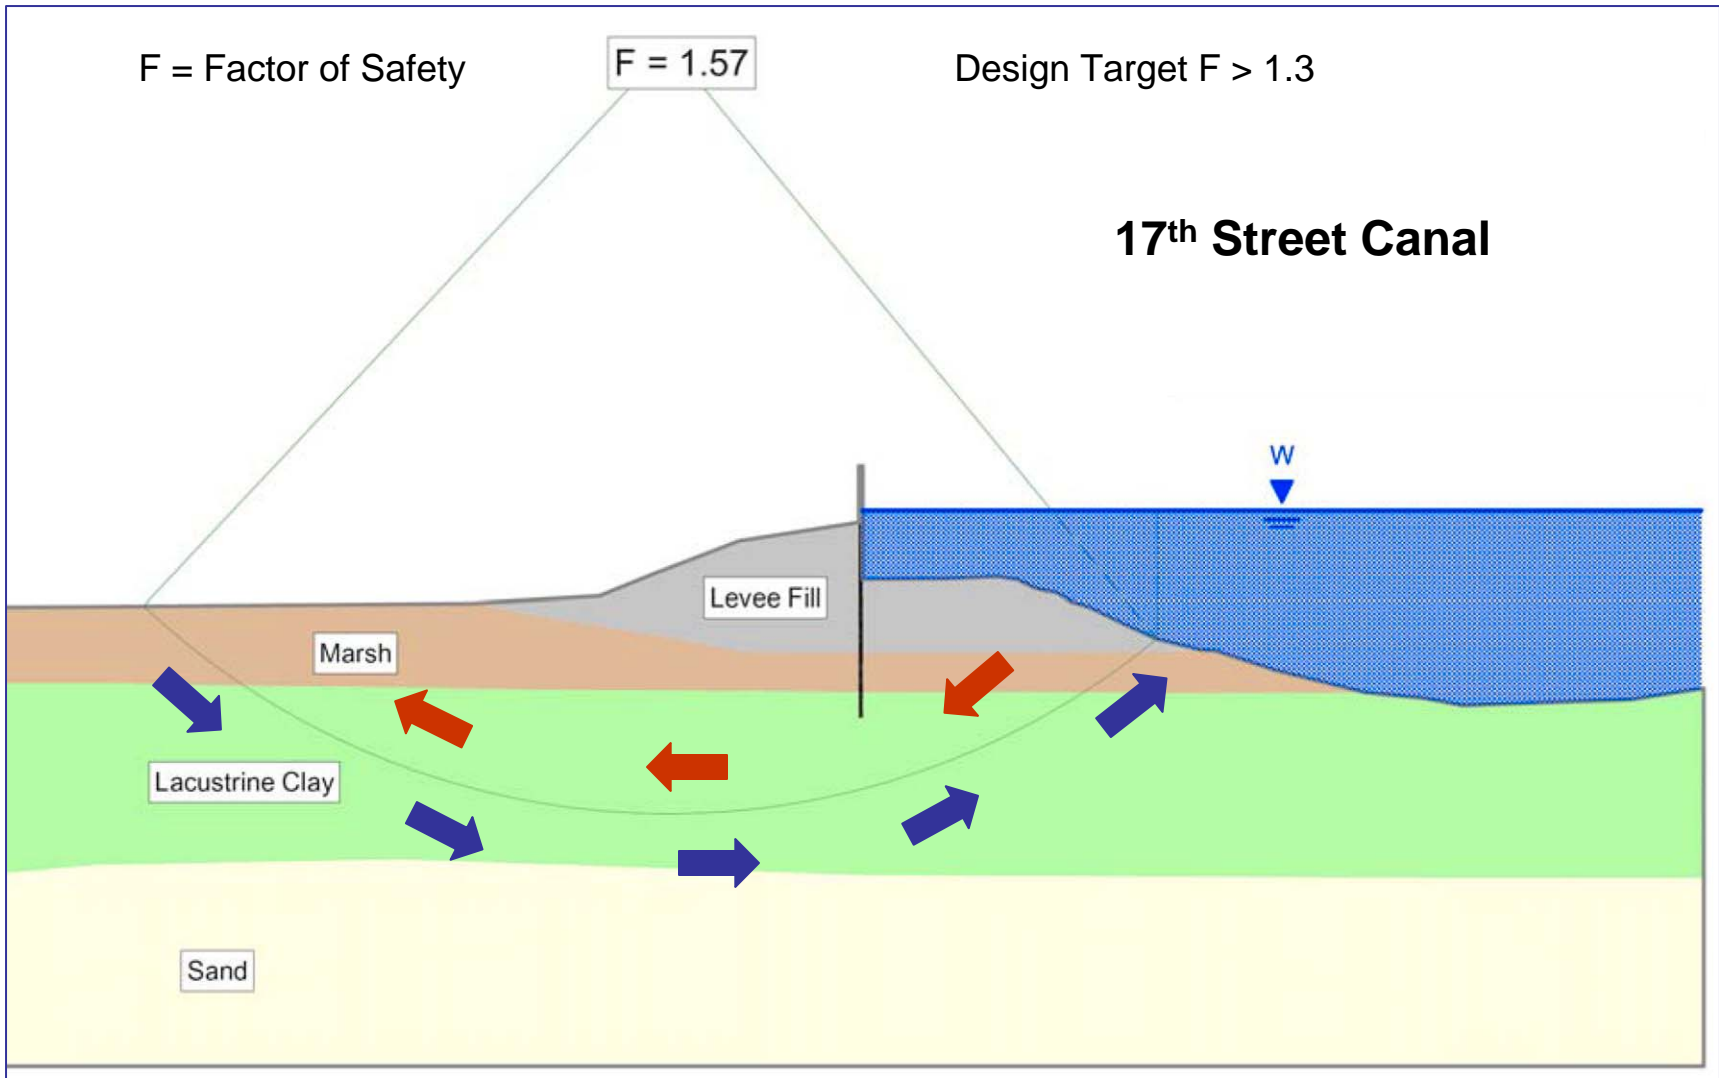 F = Factor of Safety
F = 1.57
Design Target F > 1.3
17th Street Canal
W
Levee Fill
Marsh
Lacustrine Clay
Sand